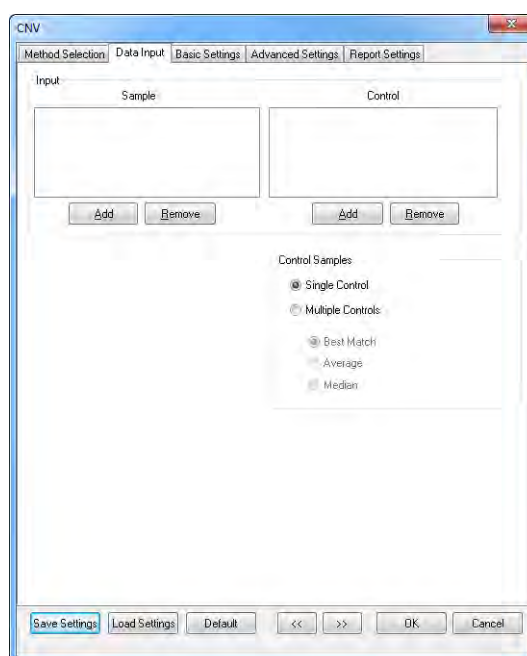 CNV
Method Selection Data Input Basic Settings Advanced Settings Report Settings
Input
Sample Control
Add Remove Add Remove
Control Samples
Single Control
Multiple Controls
Best Match
Average
Median
Save Settings Load Settings Default << >> OK Cancel